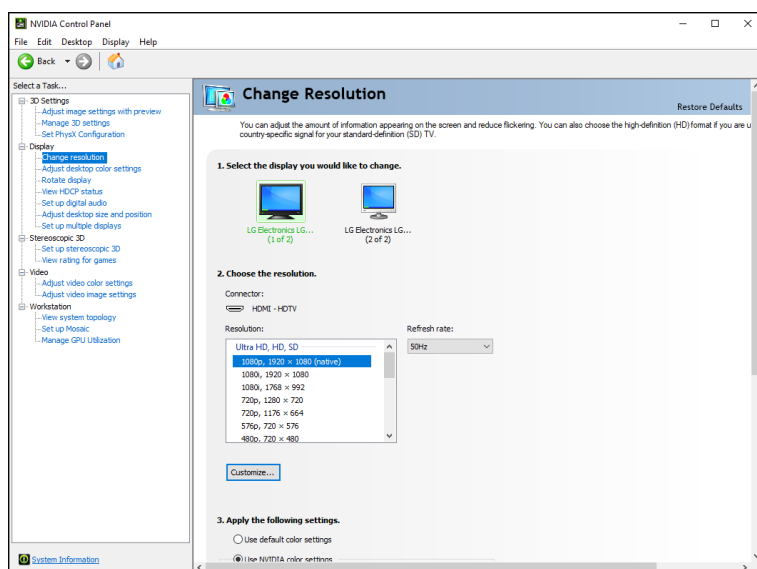 NVIDIA Control Panel
File Edit Desktop Display Help
Back
Select a Task...
3D Settings
Adjust image settings with preview
Manage 3D settings
Set PhysX Configuration
Display
Change resolution
Adjust desktop color settings
Rotate display
View HDCP status
Set up digital audio
Adjust desktop size and position
Set up multiple displays
Stereoscopic 3D
Set up stereoscopic 3D
View rating for games
Video
Adjust video color settings
Adjust video image settings
Workstation
View system topology
Set up Mosaic
Manage GPU Utilization
System Information
Change Resolution
Restore Defaults
You can adjust the amount of information appearing on the screen and reduce flickering. You can also choose the high-definition (HD) format if you are u
country-specific signal for your standard-definition (SD) TV.
1. Select the display you would like to change.
LG Electronics LG...
(1 of 2)
LG Electronics LG...
(2 of 2)
2. Choose the resolution.
Connector:
HDMI - HDTV
Resolution:
Refresh rate:
Ultra HD, HD, SD
1080p, 1920 × 1080 (native)
1080i, 1920 × 1080
1080i, 1768 × 992
720p, 1280 × 720
720p, 1176 × 664
576p, 720 × 576
480p, 720 × 480
50Hz
Customize...
3. Apply the following settings.
Use default color settings
Use NVIDIA color settings